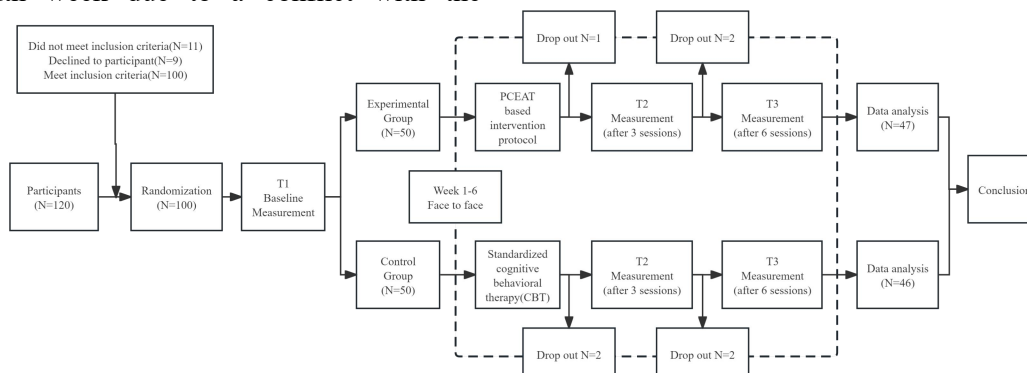 Did not meet inclusion criteria(N=11)
Declined to participant(N=9)
Meet inclusion criteria(N=100)
Participants
(N=120)
Randomization
(N=100)
T1
Baseline
Measurement
Experimental
Group
(N=50)
Control
Group
(N=50)
Week 1-6
Face to face
Drop out N=1
Drop out N=2
PCEAT
based
intervention
protocol
T2
Measurement
(after 3 sessions)
T3
Measurement
(after 6 sessions)
Data analysis
(N=47)
Standardized
cognitive
behavioral
therapy(CBT)
T2
Measurement
(after 3 sessions)
T3
Measurement
(after 6 sessions)
Data analysis
(N=46)
Drop out N=2
Drop out N=2
Conclusion